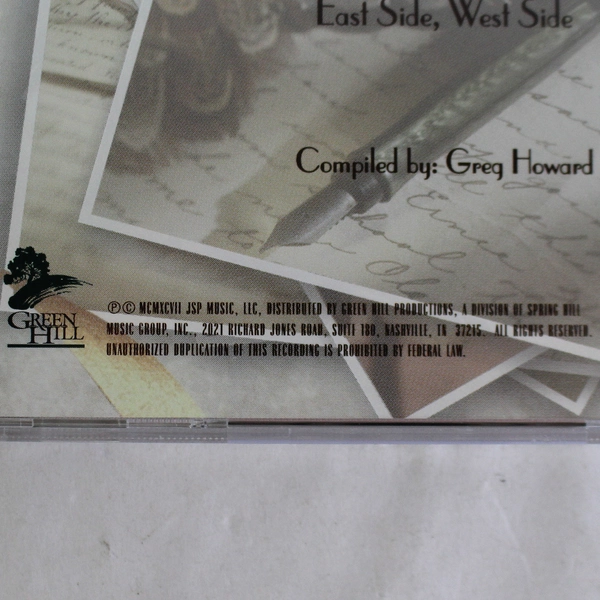 East Side, West Side
Compiled by: Greg Howard
GREEN
HILL
Ⓟ © MCMXCVII JSP MUSIC, LLC, DISTRIBUTED BY GREEN HILL PRODUCTIONS, A DIVISION OF SPRING HILL
MUSIC GROUP, INC., 2021 RICHARD JONES ROAD, SUITE 180, NASHVILLE, TN 37215. ALL RIGHTS RESERVED.
UNAUTHORIZED DUPLICATION OF THIS RECORDING IS PROHIBITED BY FEDERAL LAW.